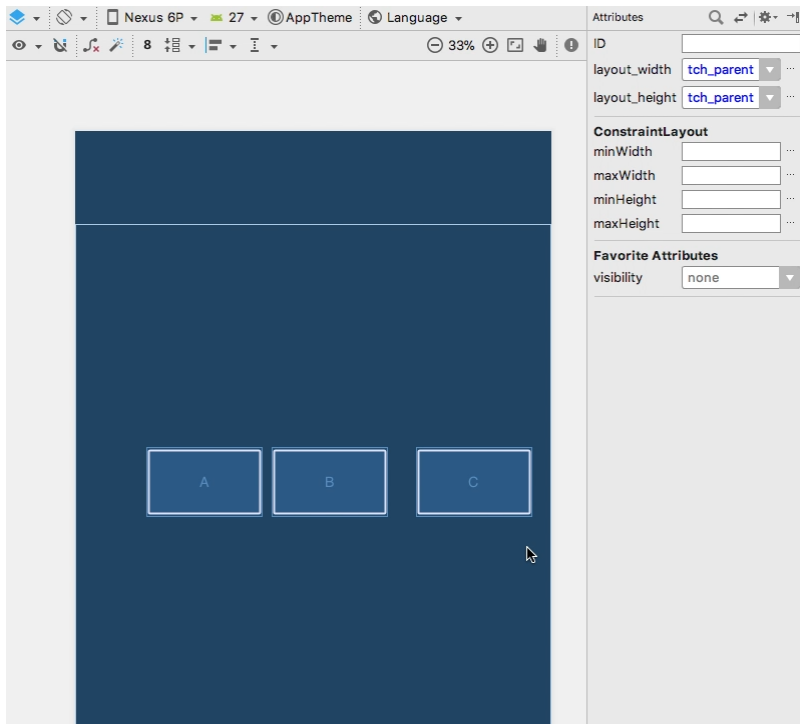 Nexus 6P 27 AppTheme Language
8 33%
Attributes
ID
layout_width tch_parent
layout_height tch_parent
ConstraintLayout
minWidth
maxWidth
minHeight
maxHeight
Favorite Attributes
visibility none
A B C